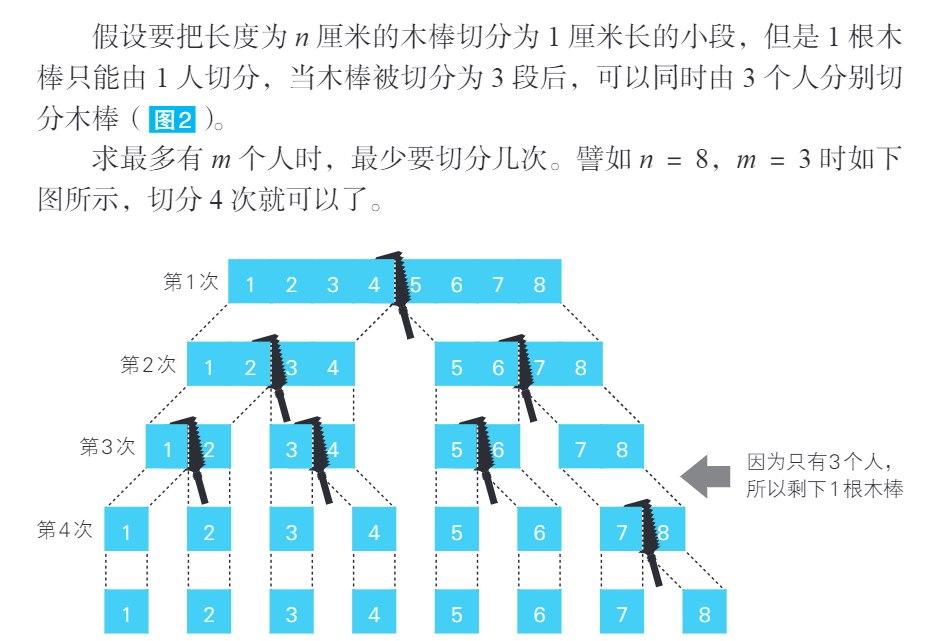 假设要把长度为 n 厘米的木棒切分为 1 厘米长的小段，但是 1 根木
棒只能由 1 人切分，当木棒被切分为 3 段后，可以同时由 3 个人分别切
分木棒（ 图2 ）。
求最多有 m 个人时，最少要切分几次。譬如 n = 8，m = 3 时如下
图所示，切分 4 次就可以了。
第1次 1 2 3 4 5 6 7 8
第2次 1 2 3 4 5 6 7 8
第3次 1 2 3 4 5 6 7 8
因为只有3个人，
所以剩下1根木棒
第4次 1 2 3 4 5 6 7 8
1 2 3 4 5 6 7 8